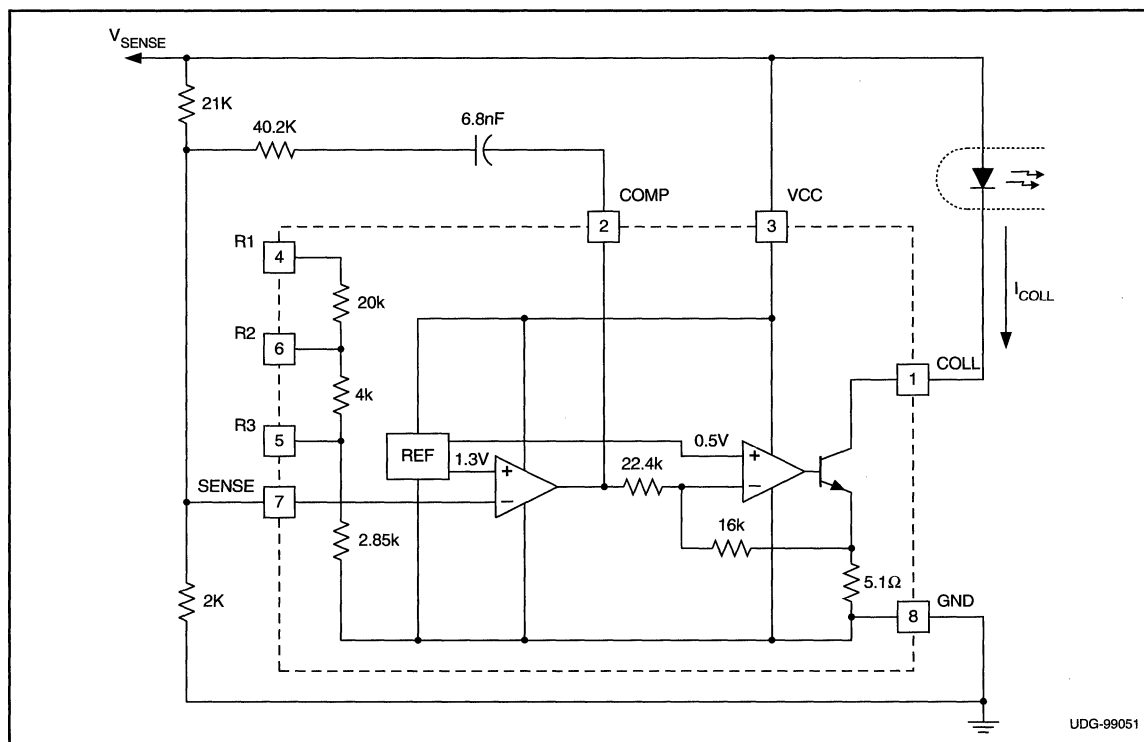 V_SENSE
21K
40.2K
6.8nF
COMP
VCC
2
3
R1
4
20k
I_COLL
R2
6
COLL
1
4k
R3
5
REF
0.5V
1.3V
+
+
22.4k
SENSE
7
−
−
2.85k
16k
5.1Ω
2K
GND
8
UDG-99051